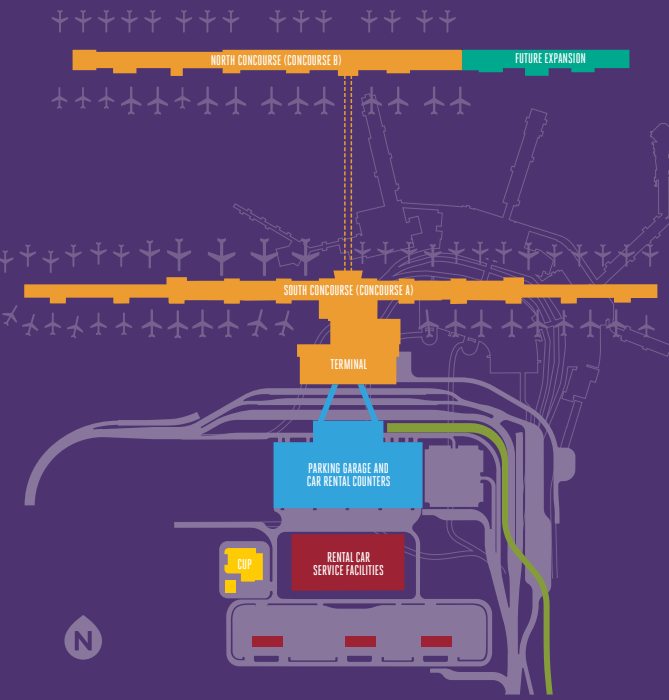 NORTH CONCOURSE (CONCOURSE B)
FUTURE EXPANSION
SOUTH CONCOURSE (CONCOURSE A)
TERMINAL
PARKING GARAGE AND
CAR RENTAL COUNTERS
CUP
RENTAL CAR
SERVICE FACILITIES
N